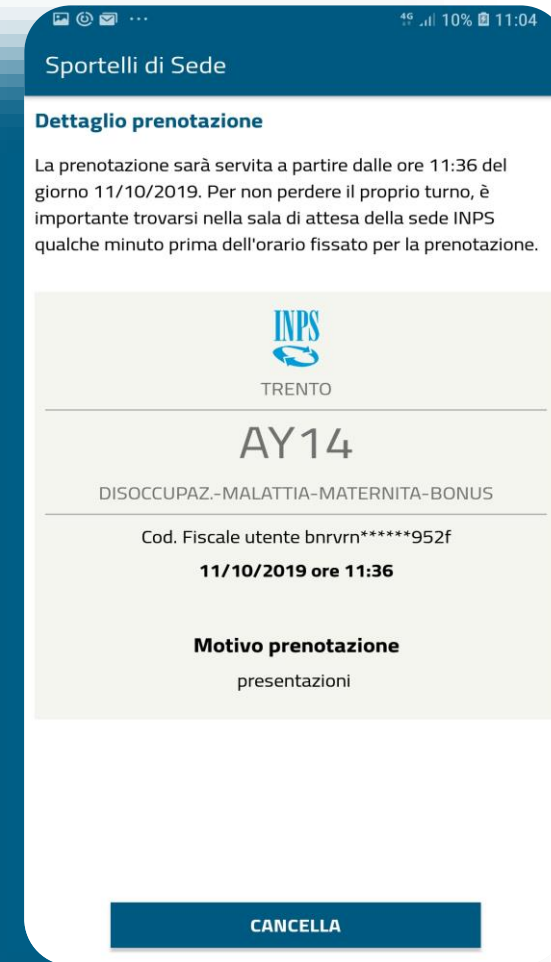 4G 10% 11:04
Sportelli di Sede
Dettaglio prenotazione
La prenotazione sarà servita a partire dalle ore 11:36 del
giorno 11/10/2019. Per non perdere il proprio turno, è
importante trovarsi nella sala di attesa della sede INPS
qualche minuto prima dell'orario fissato per la prenotazione.
INPS
TRENTO
AY14
DISOCCUPAZ.-MALATTIA-MATERNITA-BONUS
Cod. Fiscale utente bnrvrn******952f
11/10/2019 ore 11:36
Motivo prenotazione
presentazioni
CANCELLA